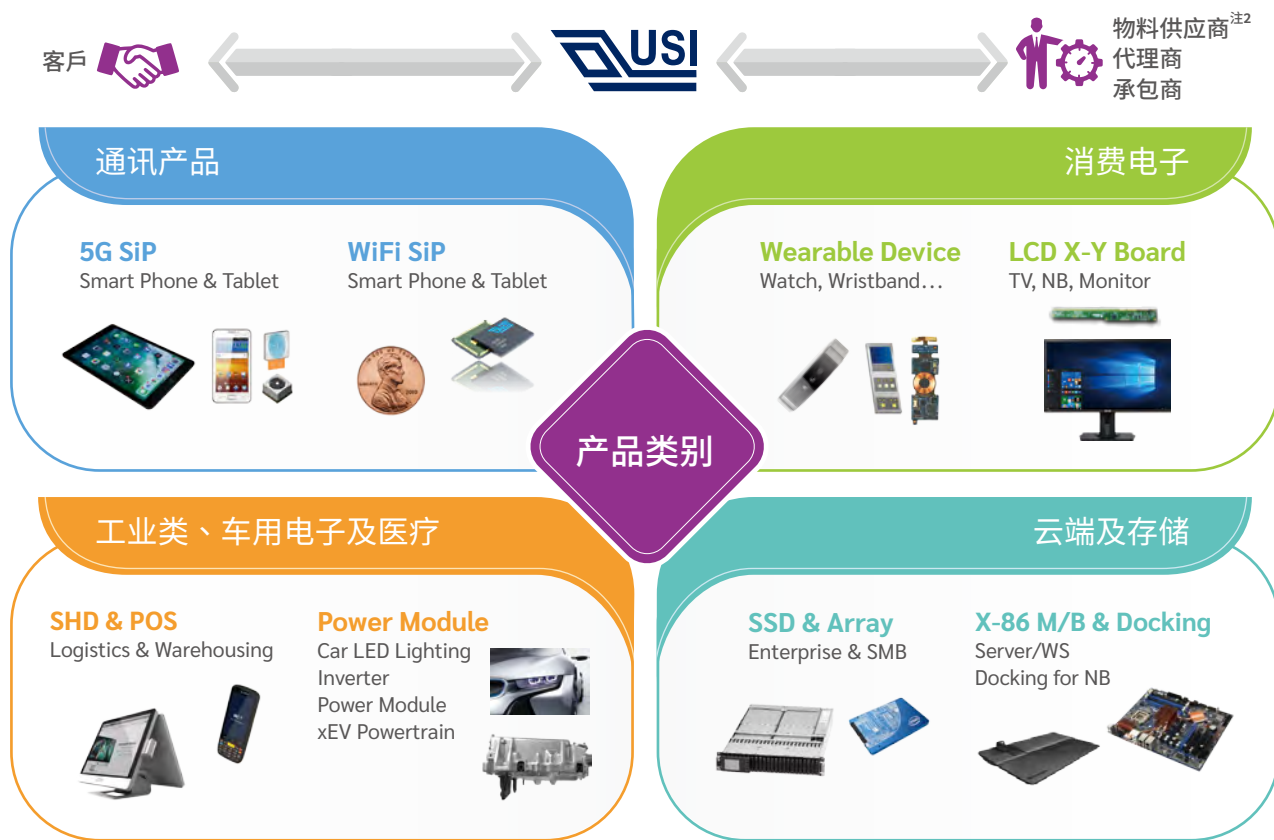 客戶
USI
物料供应商注2
代理商
承包商
通讯产品
消费电子
5G SiP
Smart Phone & Tablet
WiFi SiP
Smart Phone & Tablet
Wearable Device
Watch, Wristband…
LCD X-Y Board
TV, NB, Monitor
产品类别
工业类、车用电子及医疗
云端及存储
SHD & POS
Logistics & Warehousing
Power Module
Car LED Lighting
Inverter
Power Module
xEV Powertrain
SSD & Array
Enterprise & SMB
X-86 M/B & Docking
Server/WS
Docking for NB